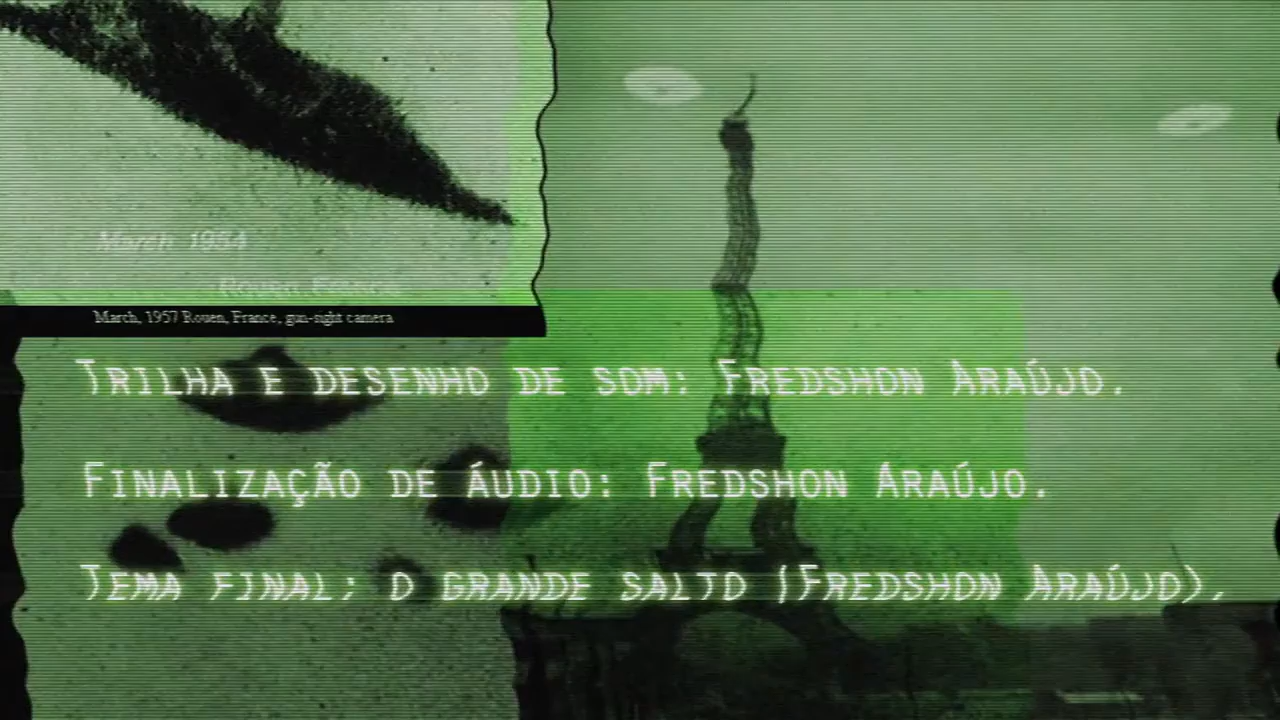 March 1954
Rouen, France
March, 1957 Rouen, France, gun-sight camera
Trilha e desenho de som: Fredshon Araújo.
Finalização de áudio: Fredshon Araújo.
Tema final: o grande salto (Fredshon Araújo).